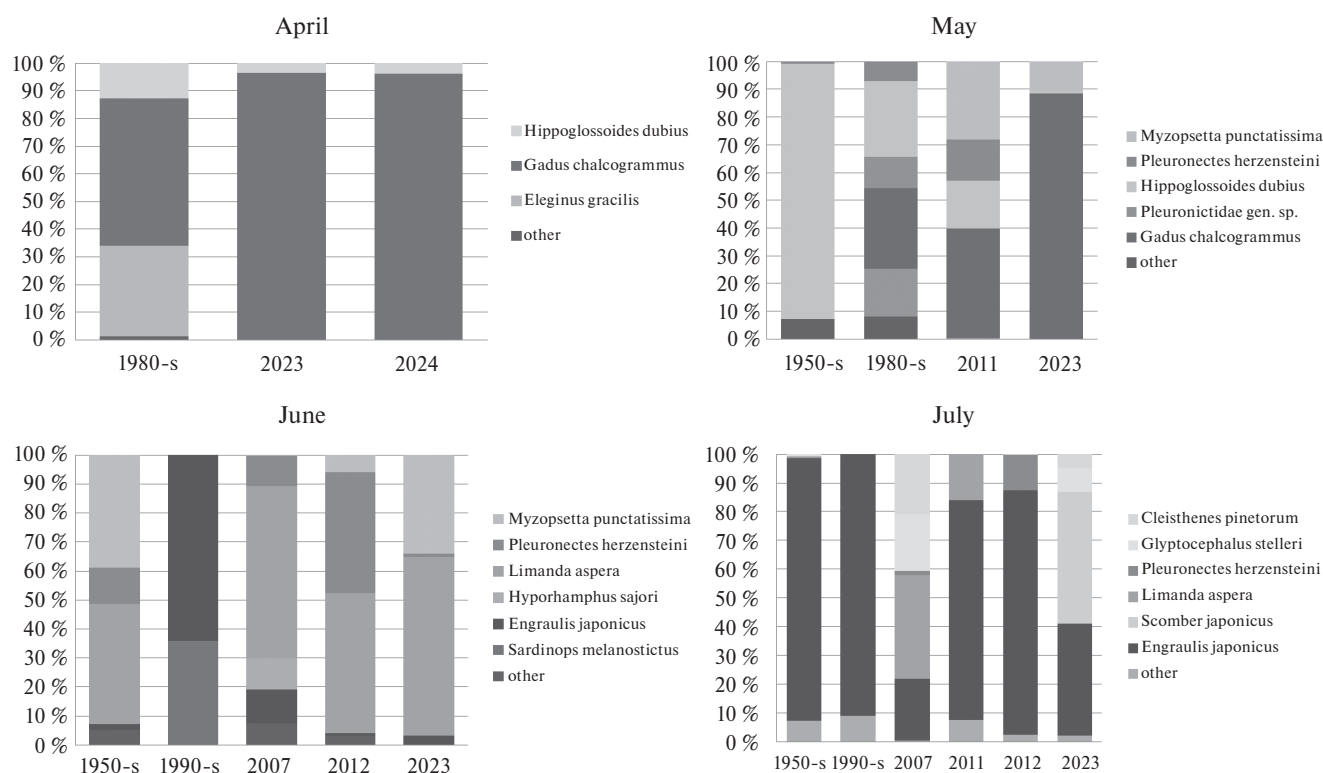 April
100 %
90 %
80 %
70 %
60 %
50 %
40 %
30 %
20 %
10 %
0 %
1980-s 2023 2024
Hippoglossoides dubius
Gadus chalcogrammus
Eleginus gracilis
other
May
100 %
90 %
80 %
70 %
60 %
50 %
40 %
30 %
20 %
10 %
0 %
1950-s 1980-s 2011 2023
Myzopsetta punctatissima
Pleuronectes herzensteini
Hippoglossoides dubius
Pleuronictidae gen. sp.
Gadus chalcogrammus
other
June
100 %
90 %
80 %
70 %
60 %
50 %
40 %
30 %
20 %
10 %
0 %
1950-s 1990-s 2007 2012 2023
Myzopsetta punctatissima
Pleuronectes herzensteini
Limanda aspera
Hyporhamphus sajori
Engraulis japonicus
Sardinops melanostictus
other
July
100 %
90 %
80 %
70 %
60 %
50 %
40 %
30 %
20 %
10 %
0 %
1950-s 1990-s 2007 2011 2012 2023
Cleisthenes pinetorum
Glyptocephalus stelleri
Pleuronectes herzensteini
Limanda aspera
Scomber japonicus
Engraulis japonicus
other